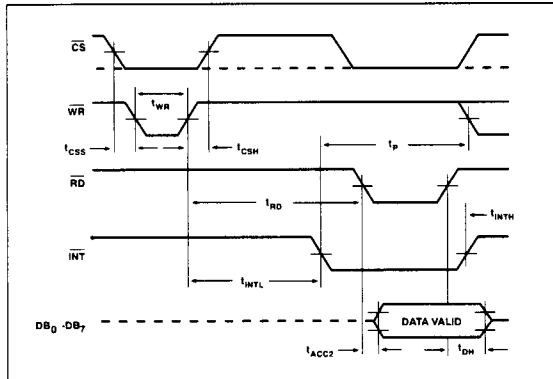 CS
WR
tWR
tCSS
tCSH
tP
RD
tRD
tINTH
INT
tINTL
DB0 -DB7
DATA VALID
tACC2
tDH